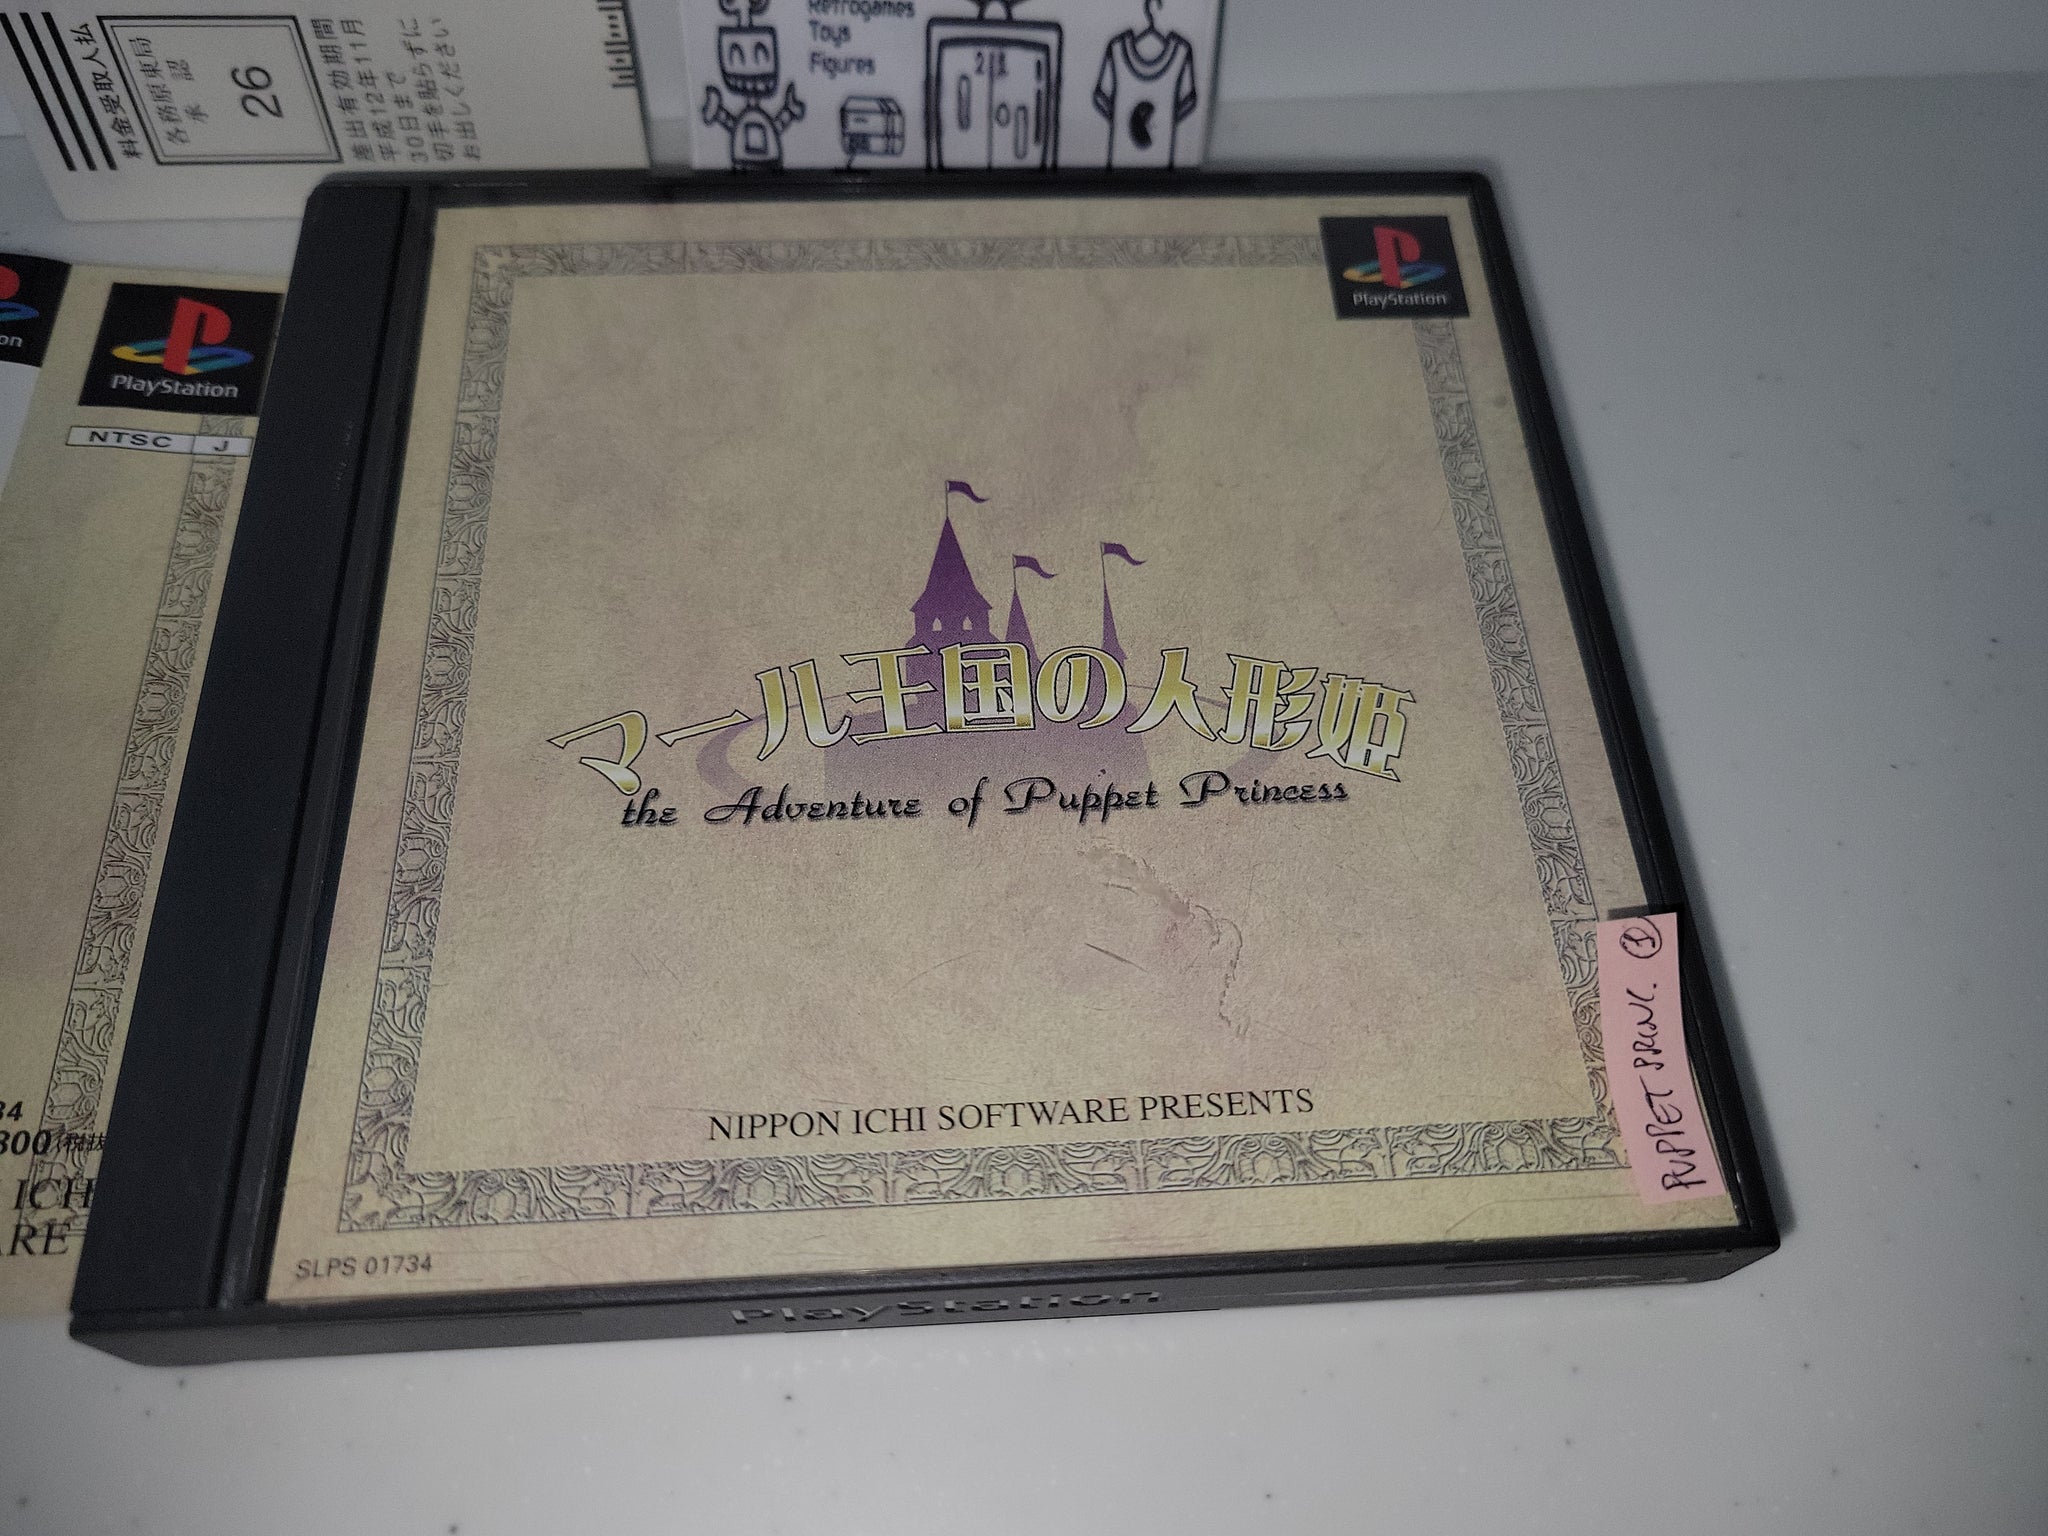 料金受取人払
各務原東局
承認
26
差出有効期間
平成12年11月
30日まで
切手を貼らずに
お出しください
Retrogames
Toys
Figures
21
PlayStation
NTSC J
ICH
PlayStation
マール王国の人形姫
the Adventure of Puppet Princess
NIPPON ICHI SOFTWARE PRESENTS
SLPS 01734
PlayStation
PUPPET PRINC. 1